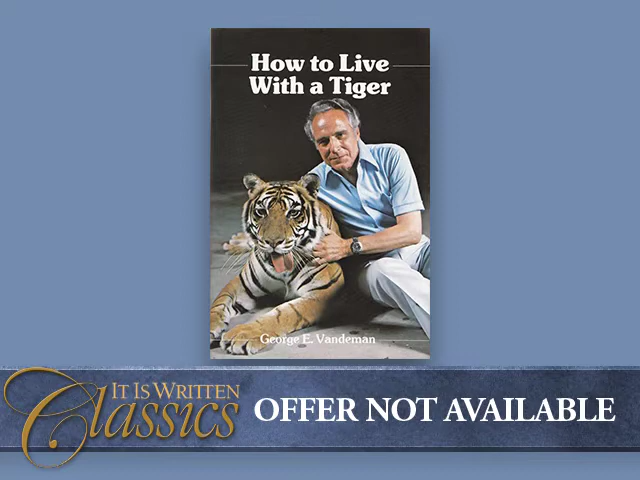 How to Live
With a Tiger
George E. Vandeman
IT IS WRITTEN
Classics
OFFER NOT AVAILABLE